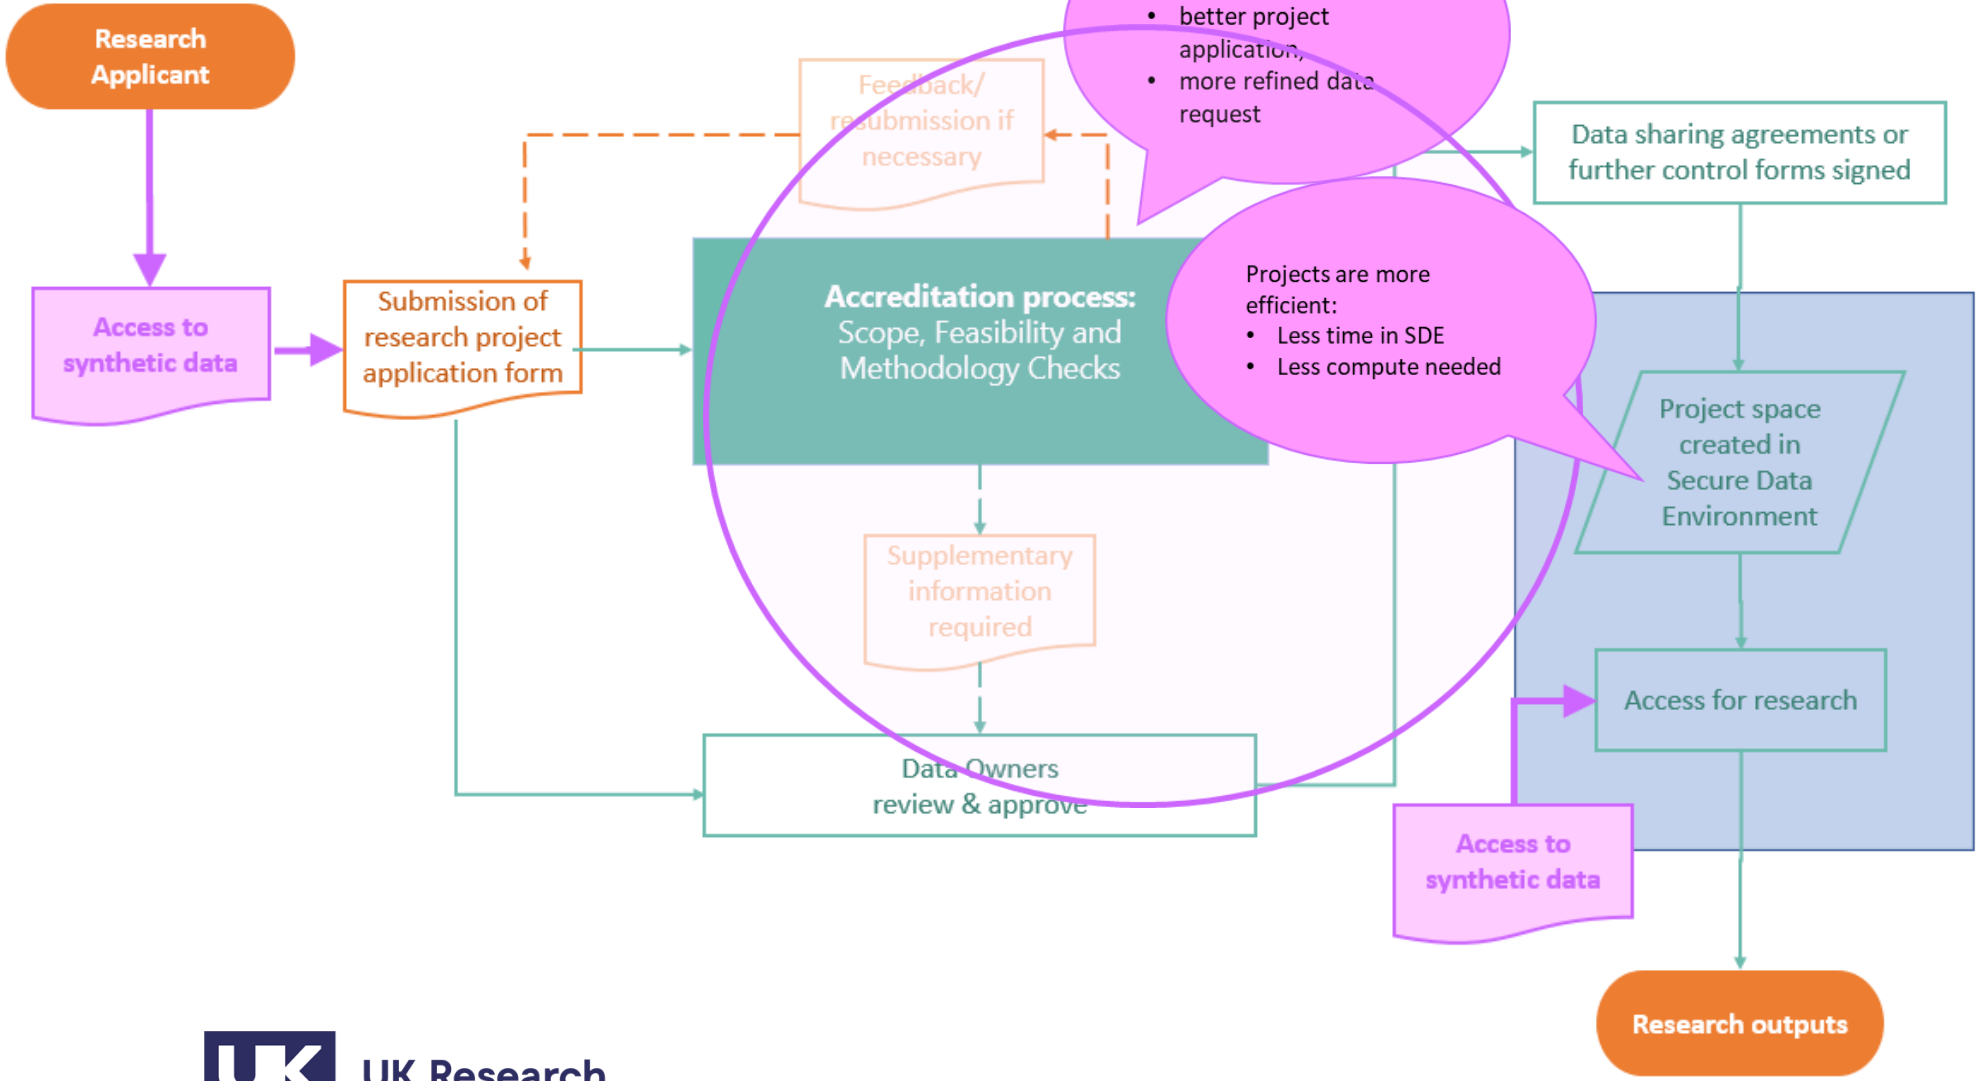 Research
Applicant
• better project
application,
• more refined data
request
Feedback/
resubmission if
necessary
Data sharing agreements or
further control forms signed
Access to
synthetic data
Submission of
research project
application form
Accreditation process:
Scope, Feasibility and
Methodology Checks
Projects are more
efficient:
• Less time in SDE
• Less compute needed
Project space
created in
Secure Data
Environment
Supplementary
information
required
Access for research
Data Owners
review & approve
Access to
synthetic data
Research outputs
UK
UK Research